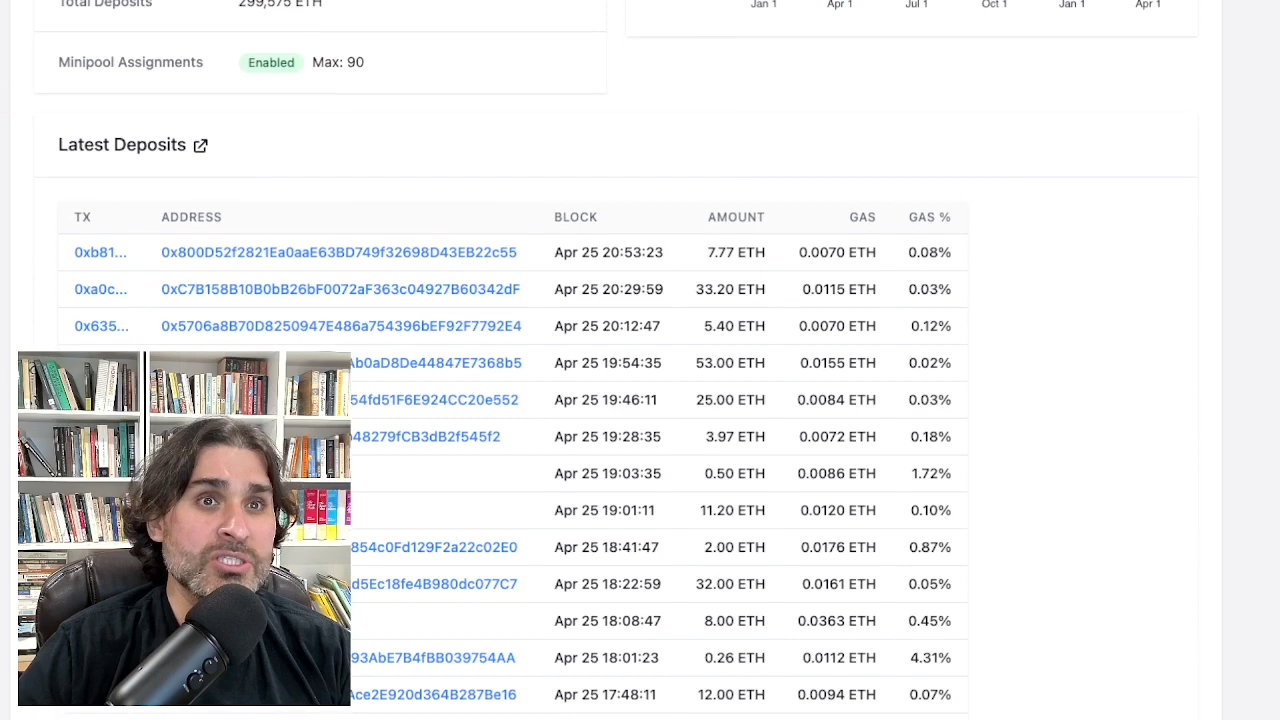 Total Deposits 299,575 ETH
Jan 1 Apr 1 Jul 1 Oct 1 Jan 1 Apr 1
Minipool Assignments Enabled Max: 90
Latest Deposits
TX ADDRESS BLOCK AMOUNT GAS GAS %
0xb81... 0x800D52f2821Ea0aaE63BD749f32698D43EB22c55 Apr 25 20:53:23 7.77 ETH 0.0070 ETH 0.08%
0xa0c... 0xC7B158B10B0bB26bF0072aF363c04927B60342dF Apr 25 20:29:59 33.20 ETH 0.0115 ETH 0.03%
0x635... 0x5706a8B70D8250947E486a754396bEF92F7792E4 Apr 25 20:12:47 5.40 ETH 0.0070 ETH 0.12%
Ab0aD8De44847E7368b5 Apr 25 19:54:35 53.00 ETH 0.0155 ETH 0.02%
54fd51F6E924CC20e552 Apr 25 19:46:11 25.00 ETH 0.0084 ETH 0.03%
48279fCB3dB2f545f2 Apr 25 19:28:35 3.97 ETH 0.0072 ETH 0.18%
Apr 25 19:03:35 0.50 ETH 0.0086 ETH 1.72%
Apr 25 19:01:11 11.20 ETH 0.0120 ETH 0.10%
854c0Fd129F2a22c02E0 Apr 25 18:41:47 2.00 ETH 0.0176 ETH 0.87%
d5Ec18fe4B980dc077C7 Apr 25 18:22:59 32.00 ETH 0.0161 ETH 0.05%
Apr 25 18:08:47 8.00 ETH 0.0363 ETH 0.45%
93AbE7B4fBB039754AA Apr 25 18:01:23 0.26 ETH 0.0112 ETH 4.31%
Ace2E920d364B287Be16 Apr 25 17:48:11 12.00 ETH 0.0094 ETH 0.07%